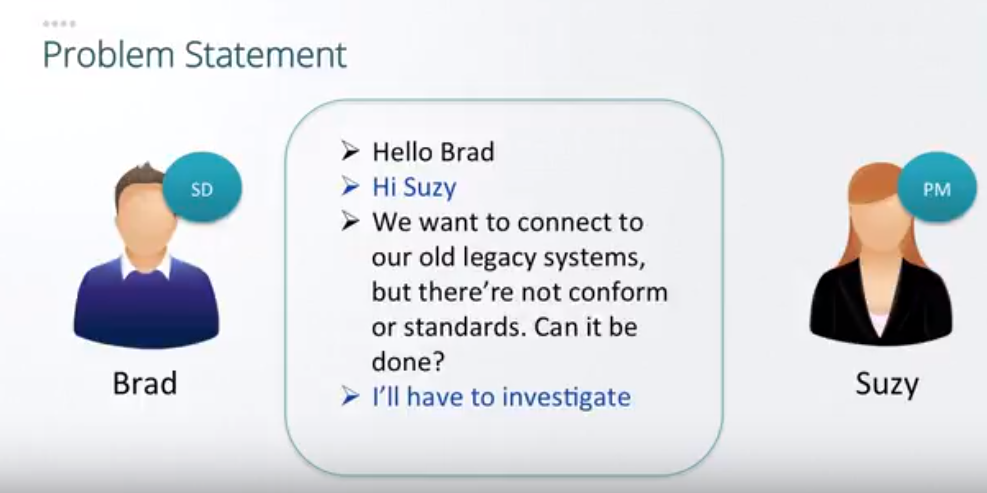 Problem Statement
SD
PM
➤ Hello Brad
➤ Hi Suzy
➤ We want to connect to
our old legacy systems,
but there’re not conform
or standards. Can it be
done?
➤ I’ll have to investigate
Brad
Suzy